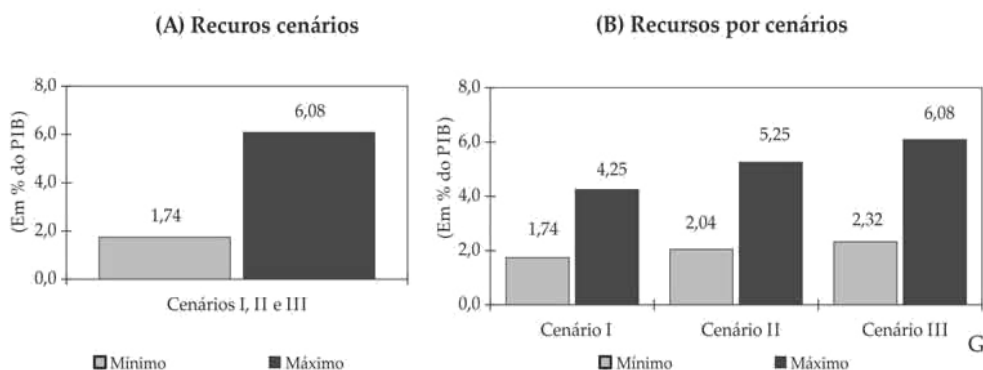 (A) Recuros cenários
(Em % do PIB)
8,0
6,0
4,0
2,0
0,0
1,74
6,08
Cenários I, II e III
Mínimo Máximo
(B) Recursos por cenários
(Em % do PIB)
8,0
6,0
4,0
2,0
0,0
1,74
4,25
2,04
5,25
2,32
6,08
Cenário I Cenário II Cenário III
G
Mínimo Máximo